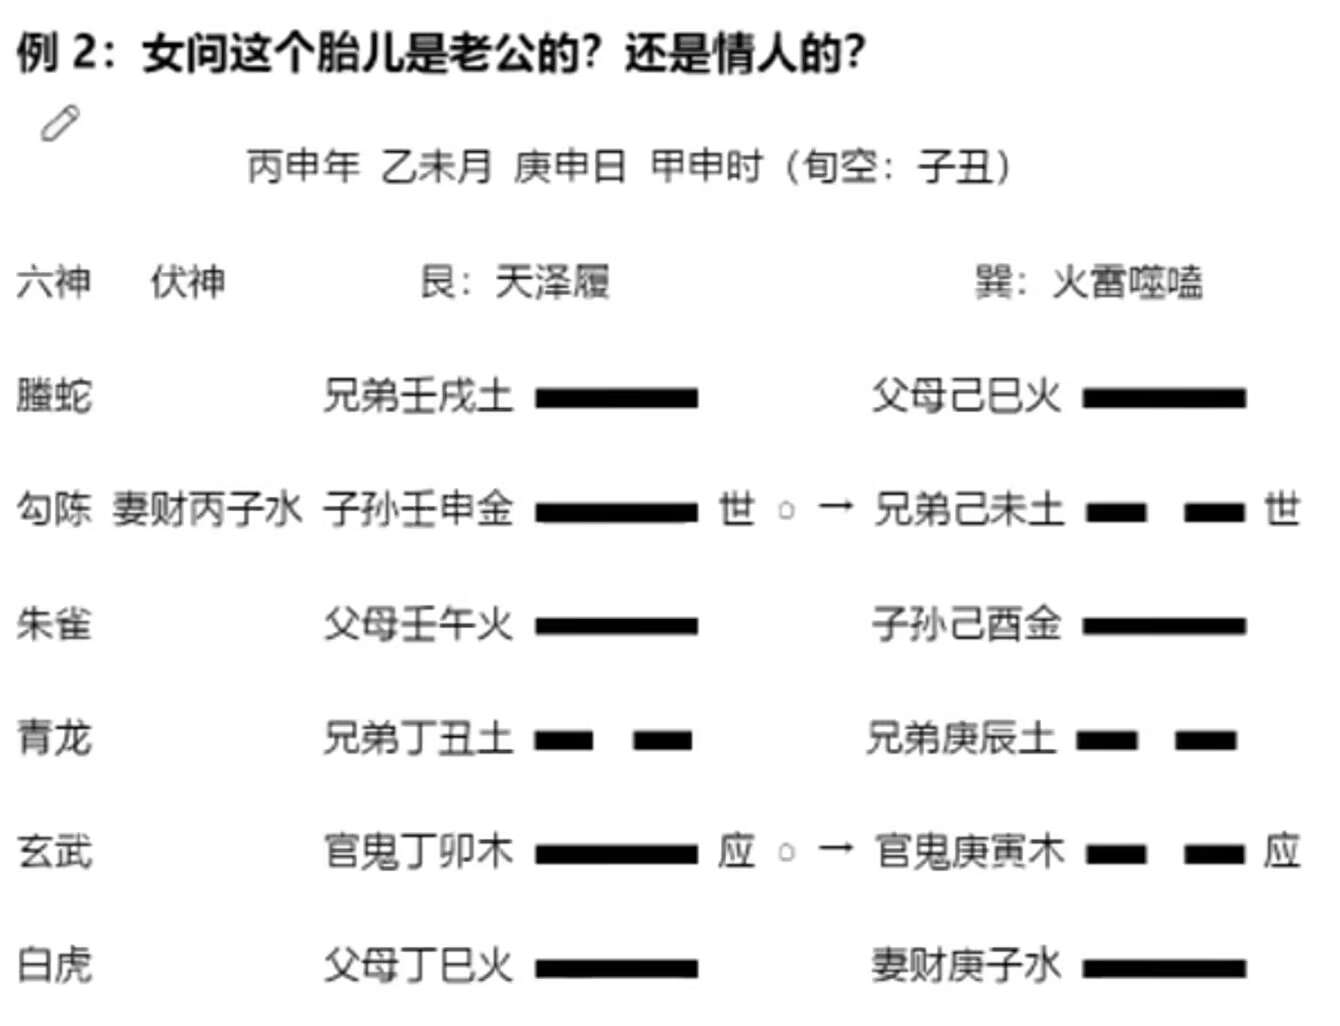 例 2：女问这个胎儿是老公的？还是情人的？
丙申年 乙未月 庚申日 甲申时（旬空：子丑）
六神 伏神 艮：天泽履 巽：火雷噬嗑
螣蛇 兄弟壬戌土 父母己巳火
勾陈 妻财丙子水 子孙壬申金 世 ○ → 兄弟己未土 世
朱雀 父母壬午火 子孙己酉金
青龙 兄弟丁丑土 兄弟庚辰土
玄武 官鬼丁卯木 应 ○ → 官鬼庚寅木 应
白虎 父母丁巳火 妻财庚子水